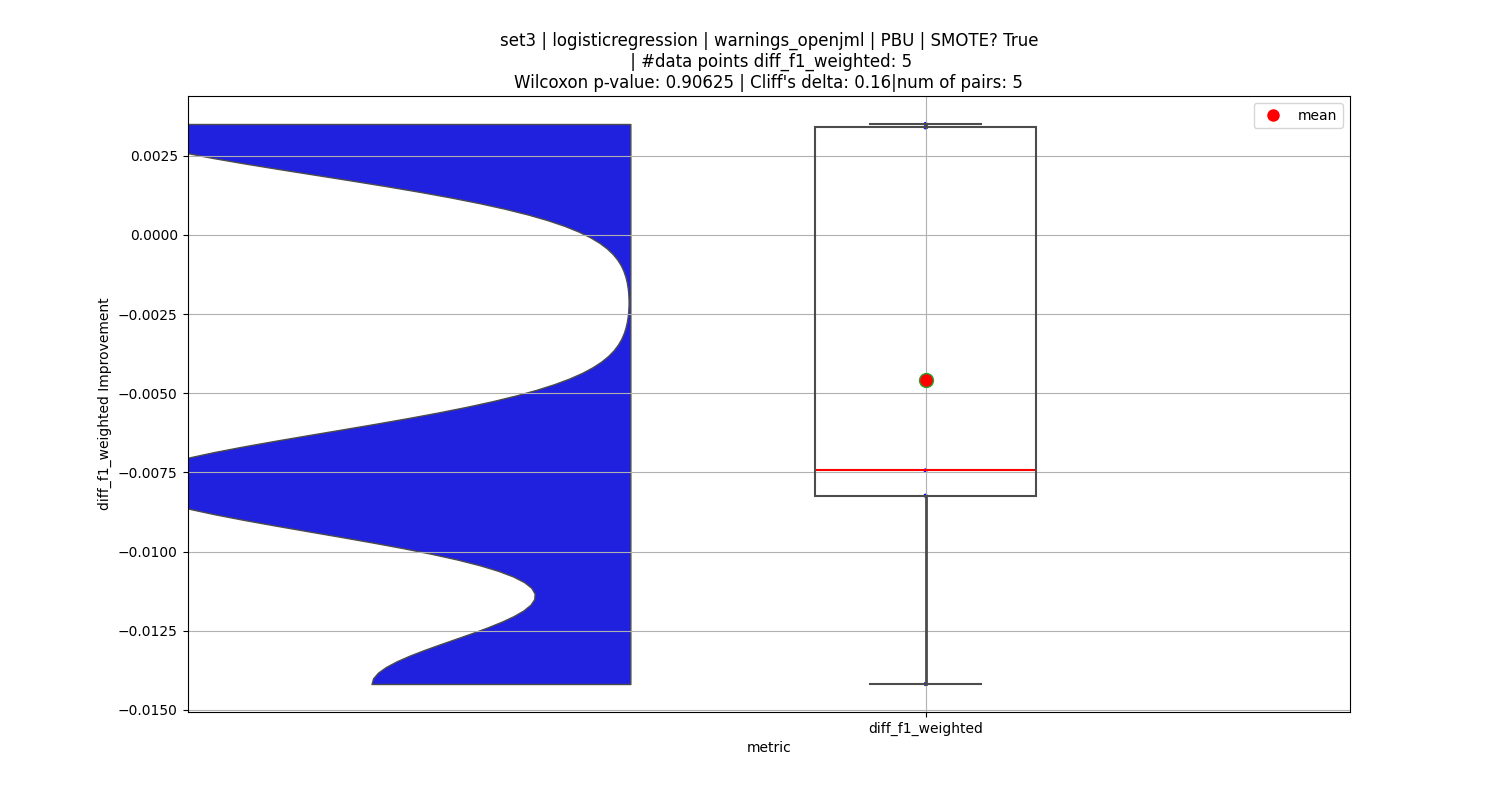 set3 | logisticregression | warnings_openjml | PBU | SMOTE? True
| #data points diff_f1_weighted: 5
Wilcoxon p-value: 0.90625 | Cliff's delta: 0.16|num of pairs: 5
mean
diff_f1_weighted Improvement
0.0025
0.0000
−0.0025
−0.0050
−0.0075
−0.0100
−0.0125
−0.0150
diff_f1_weighted
metric